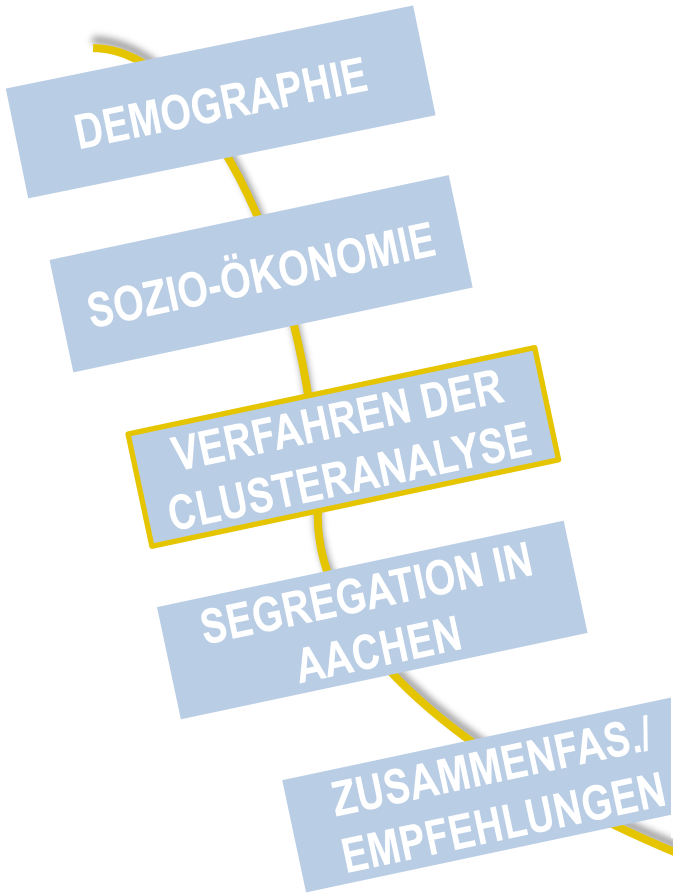 DEMOGRAPHIE
SOZIO-ÖKONOMIE
VERFAHREN DER
CLUSTERANALYSE
SEGREGATION IN
AACHEN
ZUSAMMENFAS./
EMPFEHLUNGEN